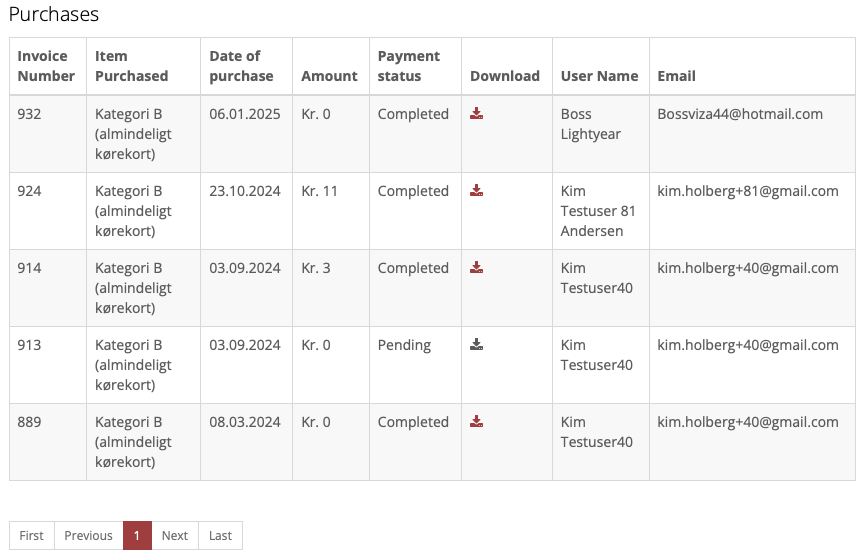 Purchases
Invoice Number Item Purchased Date of purchase Amount Payment status Download User Name Email
932 Kategori B (almindeligt kørekort) 06.01.2025 Kr. 0 Completed Boss Lightyear Bossviza44@hotmail.com
924 Kategori B (almindeligt kørekort) 23.10.2024 Kr. 11 Completed Kim Testuser 81 Andersen kim.holberg+81@gmail.com
914 Kategori B (almindeligt kørekort) 03.09.2024 Kr. 3 Completed Kim Testuser40 kim.holberg+40@gmail.com
913 Kategori B (almindeligt kørekort) 03.09.2024 Kr. 0 Pending Kim Testuser40 kim.holberg+40@gmail.com
889 Kategori B (almindeligt kørekort) 08.03.2024 Kr. 0 Completed Kim Testuser40 kim.holberg+40@gmail.com
First Previous 1 Next Last